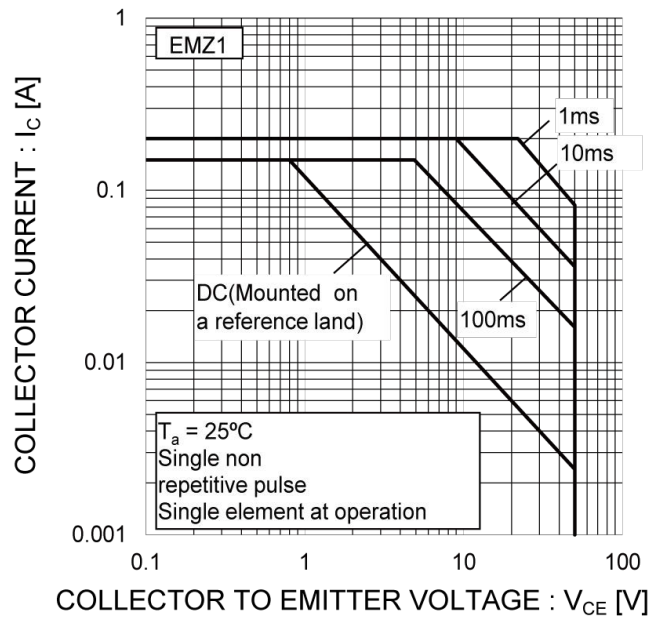 COLLECTOR CURRENT : IC [A]
1
0.1
0.01
0.001
EMZ1
1ms
10ms
100ms
DC(Mounted on
a reference land)
Ta = 25ºC
Single non
repetitive pulse
Single element at operation
0.1 1 10 100
COLLECTOR TO EMITTER VOLTAGE : VCE [V]